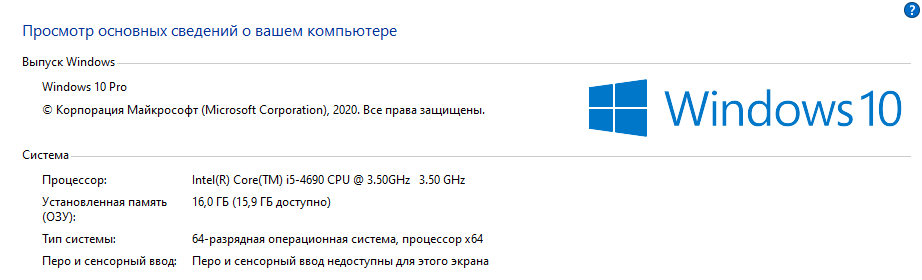 ?
Просмотр основных сведений о вашем компьютере
Выпуск Windows
Windows 10 Pro
© Корпорация Майкрософт (Microsoft Corporation), 2020. Все права защищены.
Windows 10
Система
Процессор: Intel(R) Core(TM) i5-4690 CPU @ 3.50GHz 3.50 GHz
Установленная память 16,0 ГБ (15,9 ГБ доступно)
(ОЗУ):
Тип системы: 64-разрядная операционная система, процессор x64
Перо и сенсорный ввод: Перо и сенсорный ввод недоступны для этого экрана